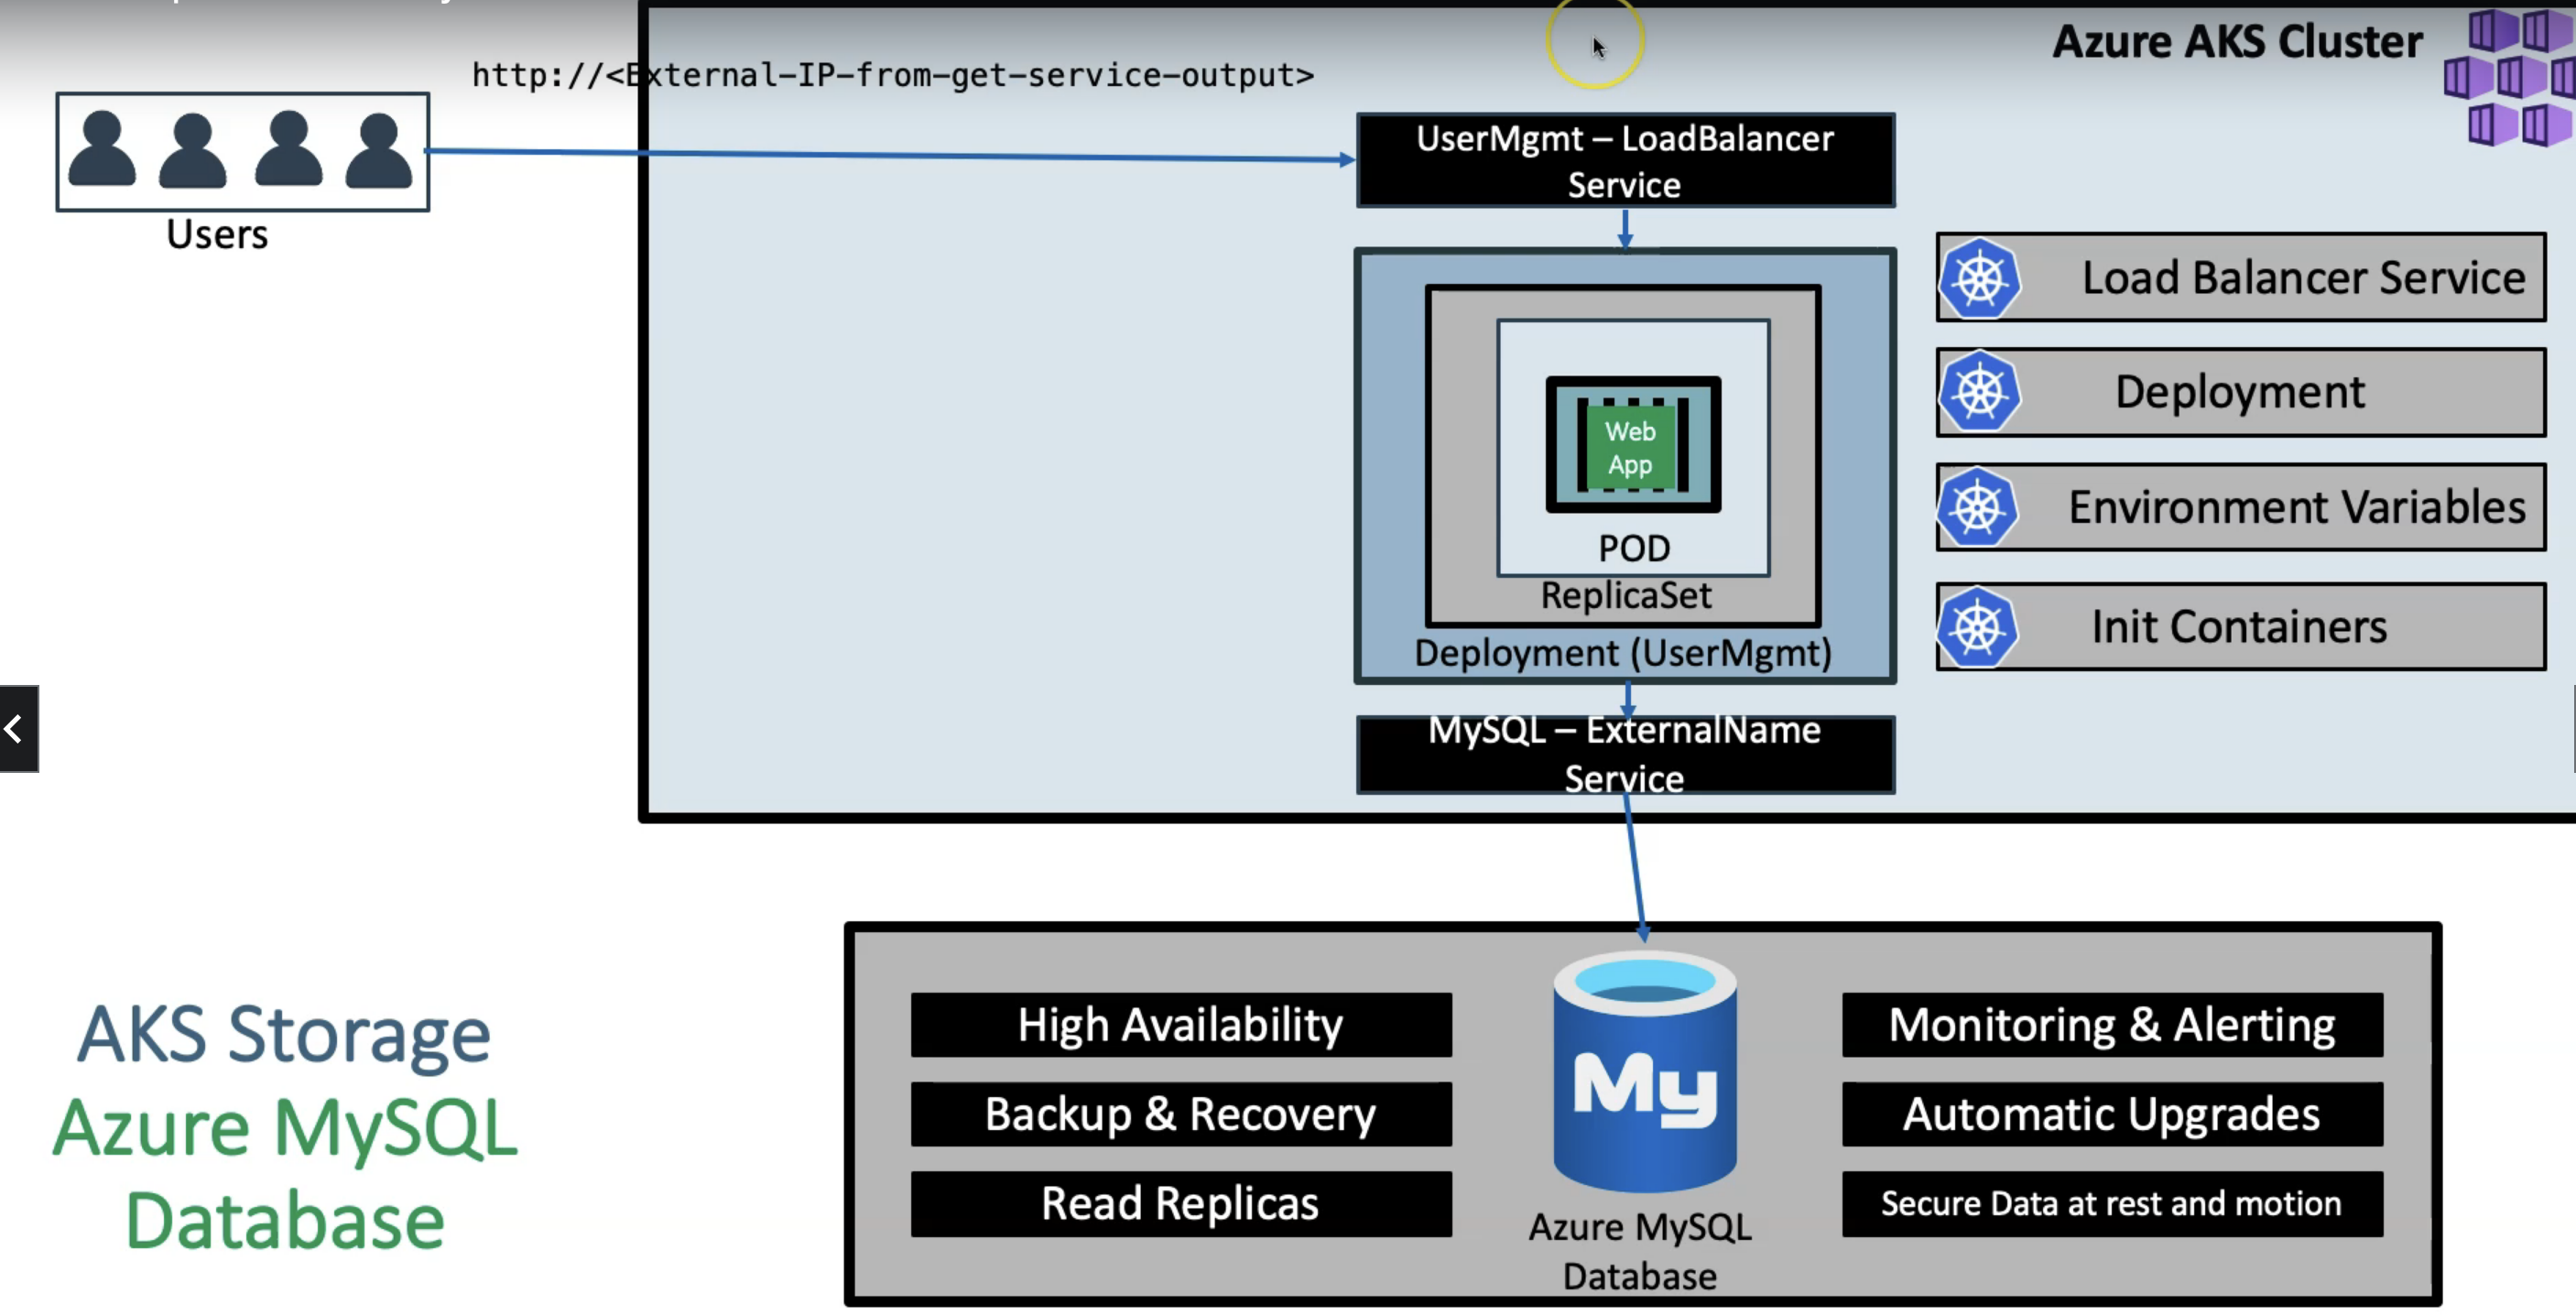 Azure AKS Cluster
http://<External-IP-from-get-service-output>
Users
UserMgmt – LoadBalancer
Service
Web
App
POD
ReplicaSet
Deployment (UserMgmt)
MySQL – ExternalName
Service
Load Balancer Service
Deployment
Environment Variables
Init Containers
AKS Storage
Azure MySQL
Database
High Availability
Backup & Recovery
Read Replicas
My
Azure MySQL
Database
Monitoring & Alerting
Automatic Upgrades
Secure Data at rest and motion